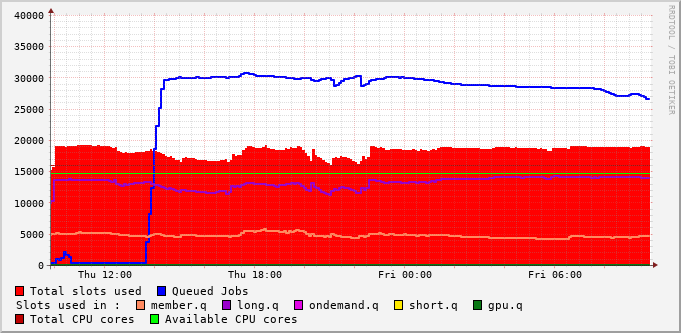 RRDTOOL / TOBI OETIKER
40000
35000
30000
25000
20000
15000
10000
5000
0
Thu 12:00 Thu 18:00 Fri 00:00 Fri 06:00
Total slots used Queued Jobs
Slots used in : member.q long.q ondemand.q short.q gpu.q
Total CPU cores Available CPU cores